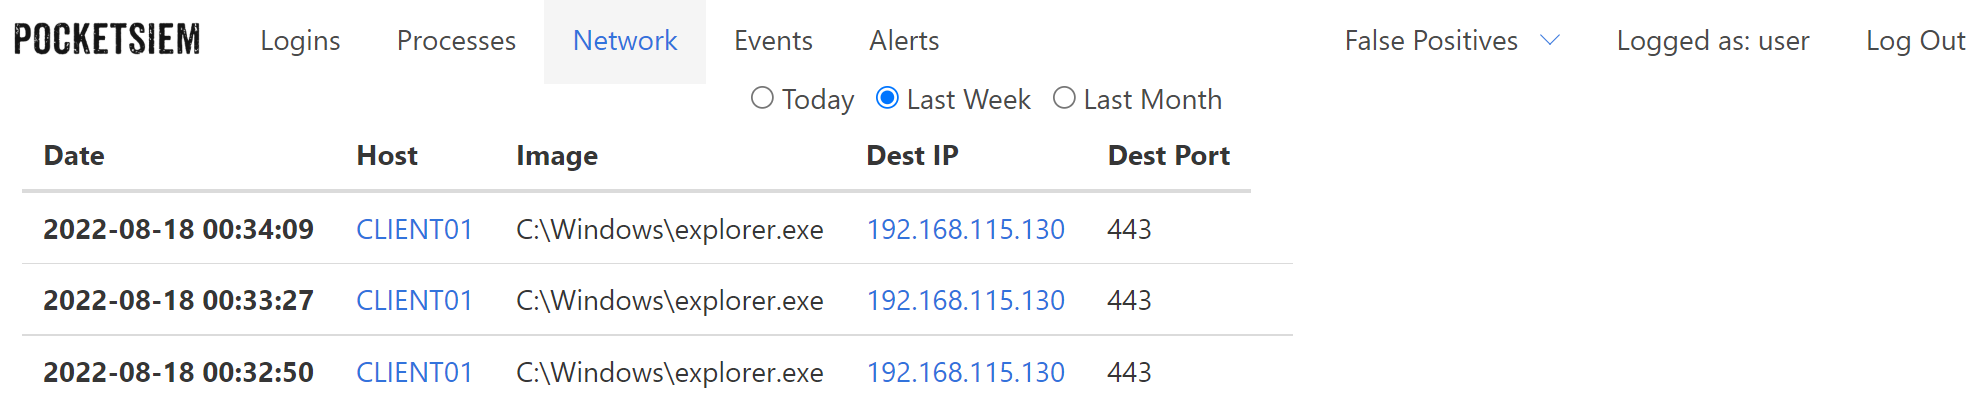 POCKETSIEM Logins Processes Network Events Alerts False Positives Logged as: user Log Out
Today Last Week Last Month
Date Host Image Dest IP Dest Port
2022-08-18 00:34:09 CLIENT01 C:\Windows\explorer.exe 192.168.115.130 443
2022-08-18 00:33:27 CLIENT01 C:\Windows\explorer.exe 192.168.115.130 443
2022-08-18 00:32:50 CLIENT01 C:\Windows\explorer.exe 192.168.115.130 443